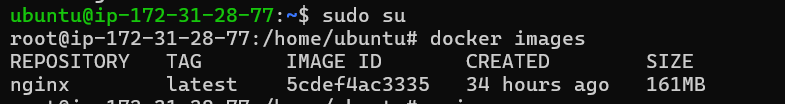 ubuntu@ip-172-31-28-77:~$ sudo su
root@ip-172-31-28-77:/home/ubuntu# docker images
REPOSITORY   TAG       IMAGE ID       CREATED        SIZE
nginx        latest    5cdef4ac3335   34 hours ago   161MB